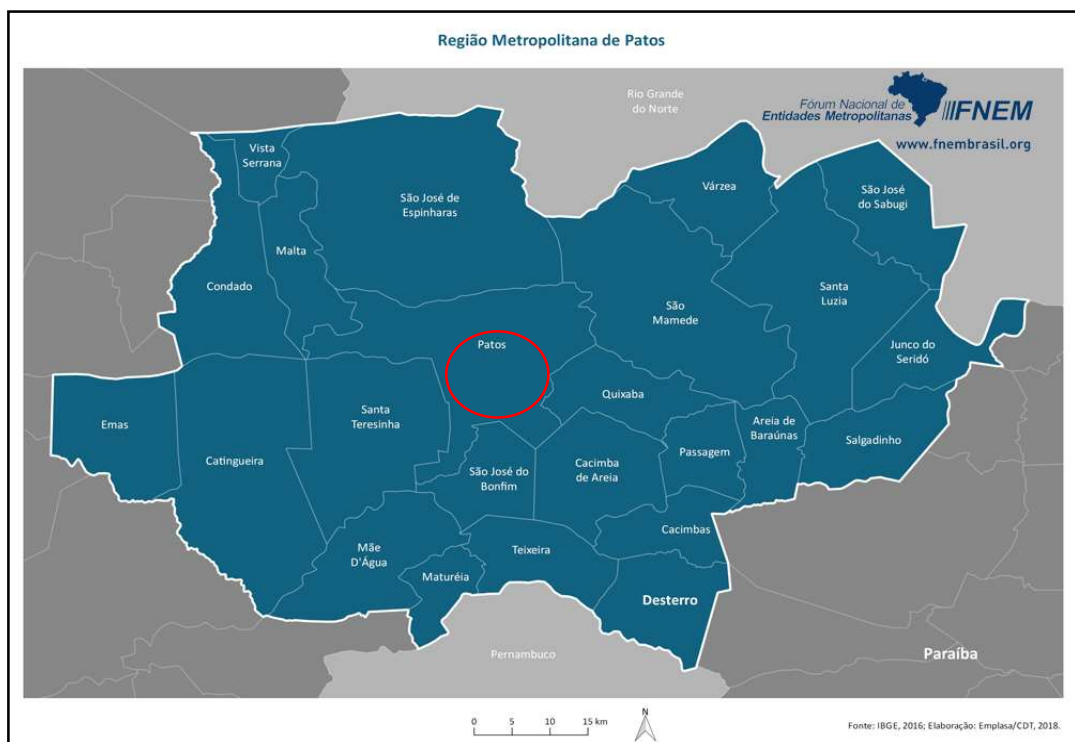 Região Metropolitana de Patos
Rio Grande
do Norte
Fórum Nacional de
Entidades Metropolitanas
FNEM
www.fnembrasil.org
Vista
Serrana
São José de
Espinharas
Várzea
São José
do Sabugi
Malta
Condado
São
Mamede
Santa
Luzia
Patos
Junco do
Seridó
Quixaba
Emas
Santa
Teresinha
Areia de
Baraúnas
Salgadinho
Catingueira
São José do
Bonfim
Cacimba
de Areia
Passagem
Cacimbas
Mãe
D'Água
Teixeira
Maturéia
Desterro
Pernambuco
Paraíba
0 5 10 15 km
N
Fonte: IBGE, 2016; Elaboração: Emplasa/CDT, 2018.